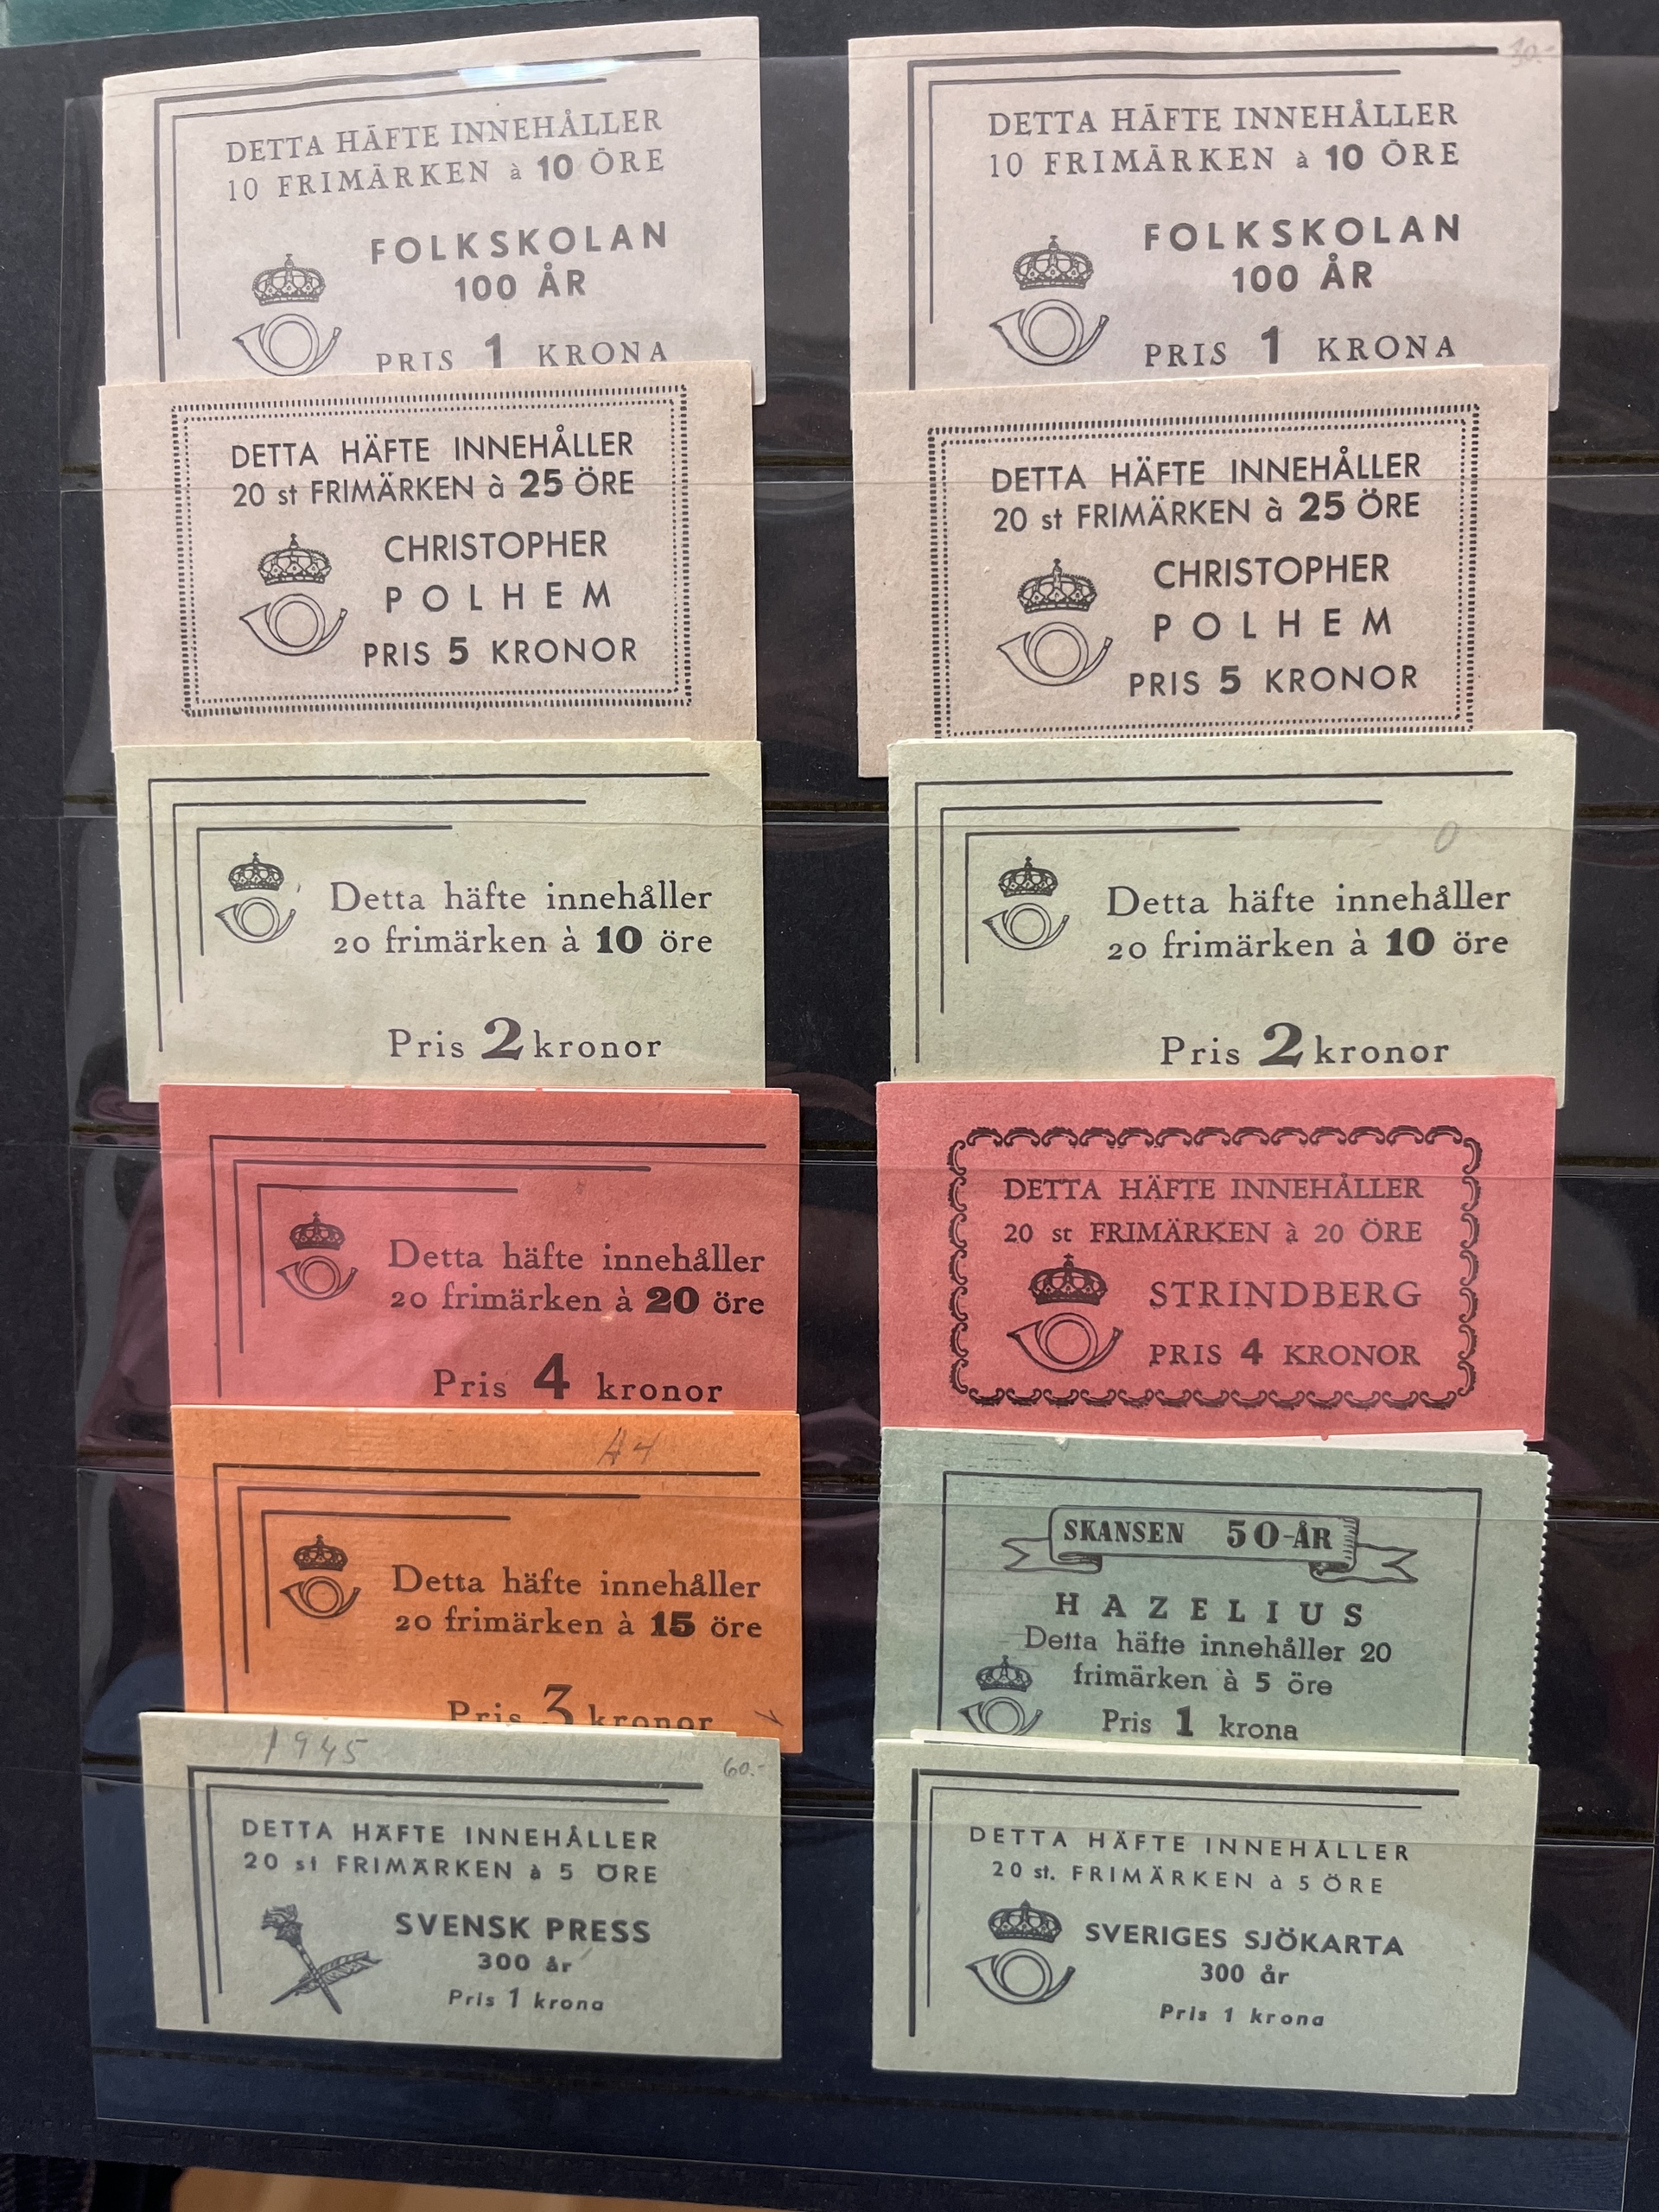 DETTA HÄFTE INNEHÅLLER
10 FRIMÄRKEN à 10 ÖRE
FOLKSKOLAN
100 ÅR
PRIS 1 KRONA
30.-
DETTA HÄFTE INNEHÅLLER
10 FRIMÄRKEN à 10 ÖRE
FOLKSKOLAN
100 ÅR
PRIS 1 KRONA
DETTA HÄFTE INNEHÅLLER
20 st FRIMÄRKEN à 25 ÖRE
CHRISTOPHER
POLHEM
PRIS 5 KRONOR
DETTA HÄFTE INNEHÅLLER
20 st FRIMÄRKEN à 25 ÖRE
CHRISTOPHER
POLHEM
PRIS 5 KRONOR
Detta häfte innehåller
20 frimärken à 10 öre
Pris 2 kronor
0
Detta häfte innehåller
20 frimärken à 10 öre
Pris 2 kronor
Detta häfte innehåller
20 frimärken à 20 öre
Pris 4 kronor
DETTA HÄFTE INNEHÅLLER
20 st FRIMÄRKEN à 20 ÖRE
STRINDBERG
PRIS 4 KRONOR
A4
Detta häfte innehåller
20 frimärken à 15 öre
Pris 3 kronor
SKANSEN 50-ÅR
HAZELIUS
Detta häfte innehåller 20
frimärken à 5 öre
Pris 1 krona
1945
60.-
DETTA HÄFTE INNEHÅLLER
20 st FRIMÄRKEN à 5 ÖRE
SVENSK PRESS
300 år
Pris 1 krona
DETTA HÄFTE INNEHÅLLER
20 st. FRIMÄRKEN à 5 ÖRE
SVERIGES SJÖKARTA
300 år
Pris 1 krona